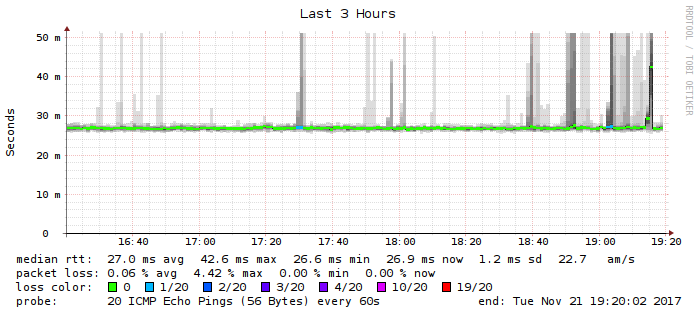 Last 3 Hours
RRDTOOL / TOBI OETIKER
Seconds
50 m
40 m
30 m
20 m
10 m
0
16:40 17:00 17:20 17:40 18:00 18:20 18:40 19:00 19:20
median rtt: 27.0 ms avg 42.6 ms max 26.6 ms min 26.9 ms now 1.2 ms sd 22.7 am/s
packet loss: 0.06 % avg 4.42 % max 0.00 % min 0.00 % now
loss color: 0 1/20 2/20 3/20 4/20 10/20 19/20
probe: 20 ICMP Echo Pings (56 Bytes) every 60s end: Tue Nov 21 19:20:02 2017